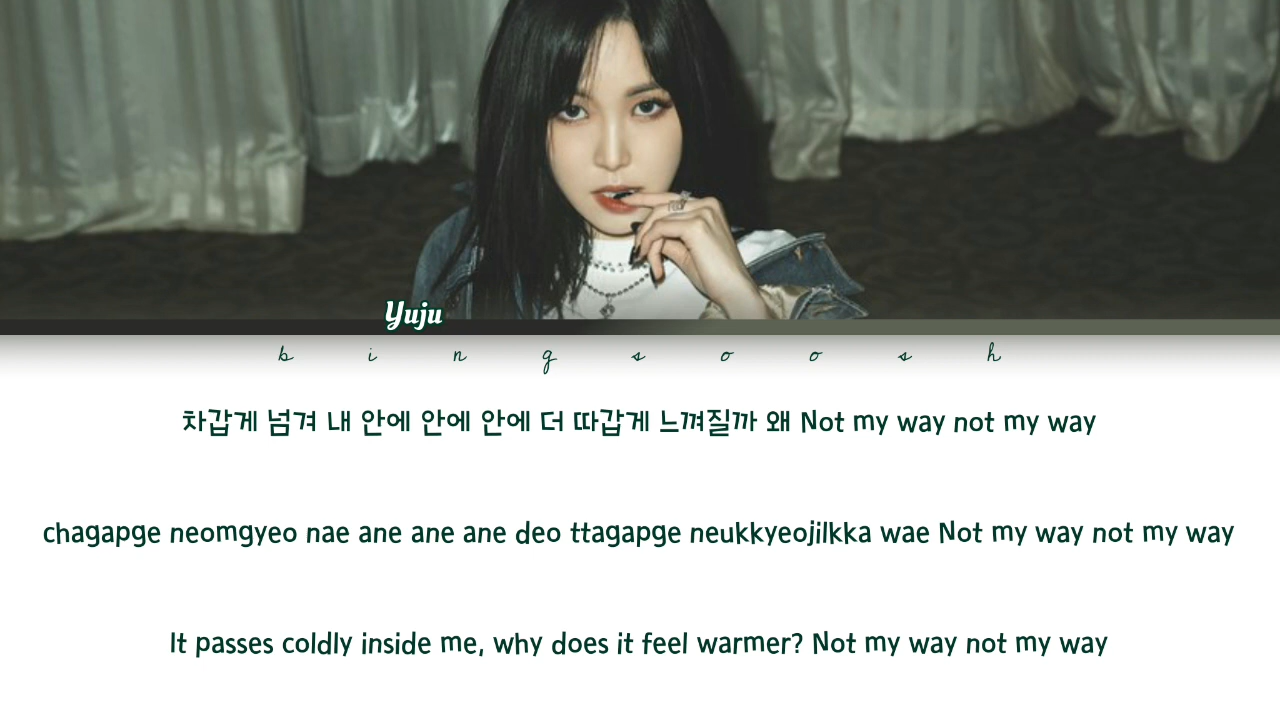 Yuju
b i n g s o o s h
차갑게 넘겨 내 안에 안에 안에 더 따갑게 느껴질까 왜 Not my way not my way
chagapge neomgyeo nae ane ane ane deo ttagapge neukkyeojilkka wae Not my way not my way
It passes coldly inside me, why does it feel warmer? Not my way not my way